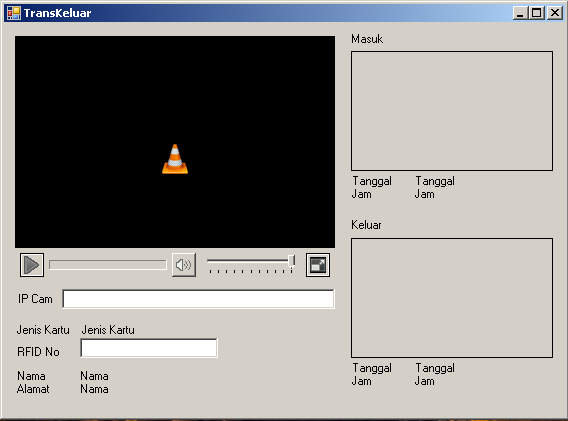 TransKeluar
Masuk
Tanggal Tanggal
Jam Jam
Keluar
IP Cam
Jenis Kartu Jenis Kartu
RFID No
Nama Nama
Alamat Nama
Tanggal Tanggal
Jam Jam